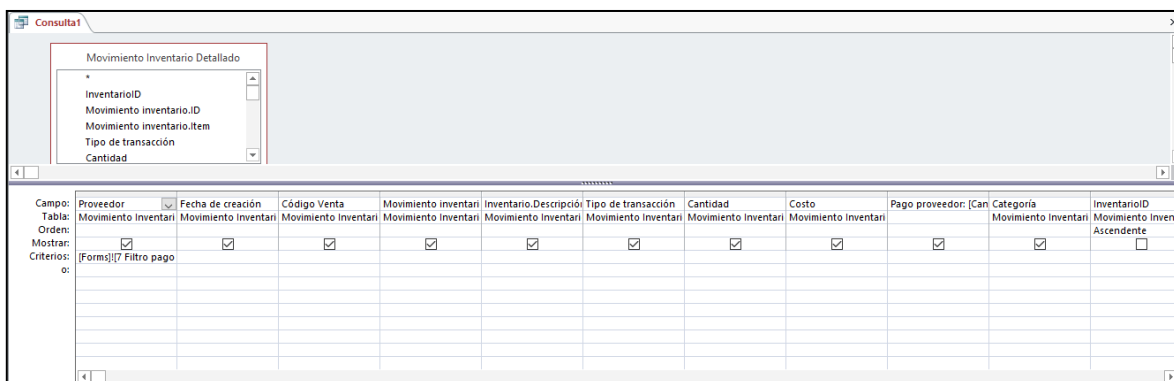 Consulta1
Movimiento Inventario Detallado
*
InventarioID
Movimiento inventario.ID
Movimiento inventario.Item
Tipo de transacción
Cantidad
Campo: Proveedor Fecha de creación Código Venta Movimiento inventari Inventario.Descripció Tipo de transacción Cantidad Costo Pago proveedor: [Can Categoría InventarioID
Tabla: Movimiento Inventari Movimiento Inventari Movimiento Inventari Movimiento Inventari Movimiento Inventari Movimiento Inventari Movimiento Inventari Movimiento Inventari Movimiento Inventari Movimiento Inven
Orden: Ascendente
Mostrar:
Criterios: [Forms]![7 Filtro pago
o: